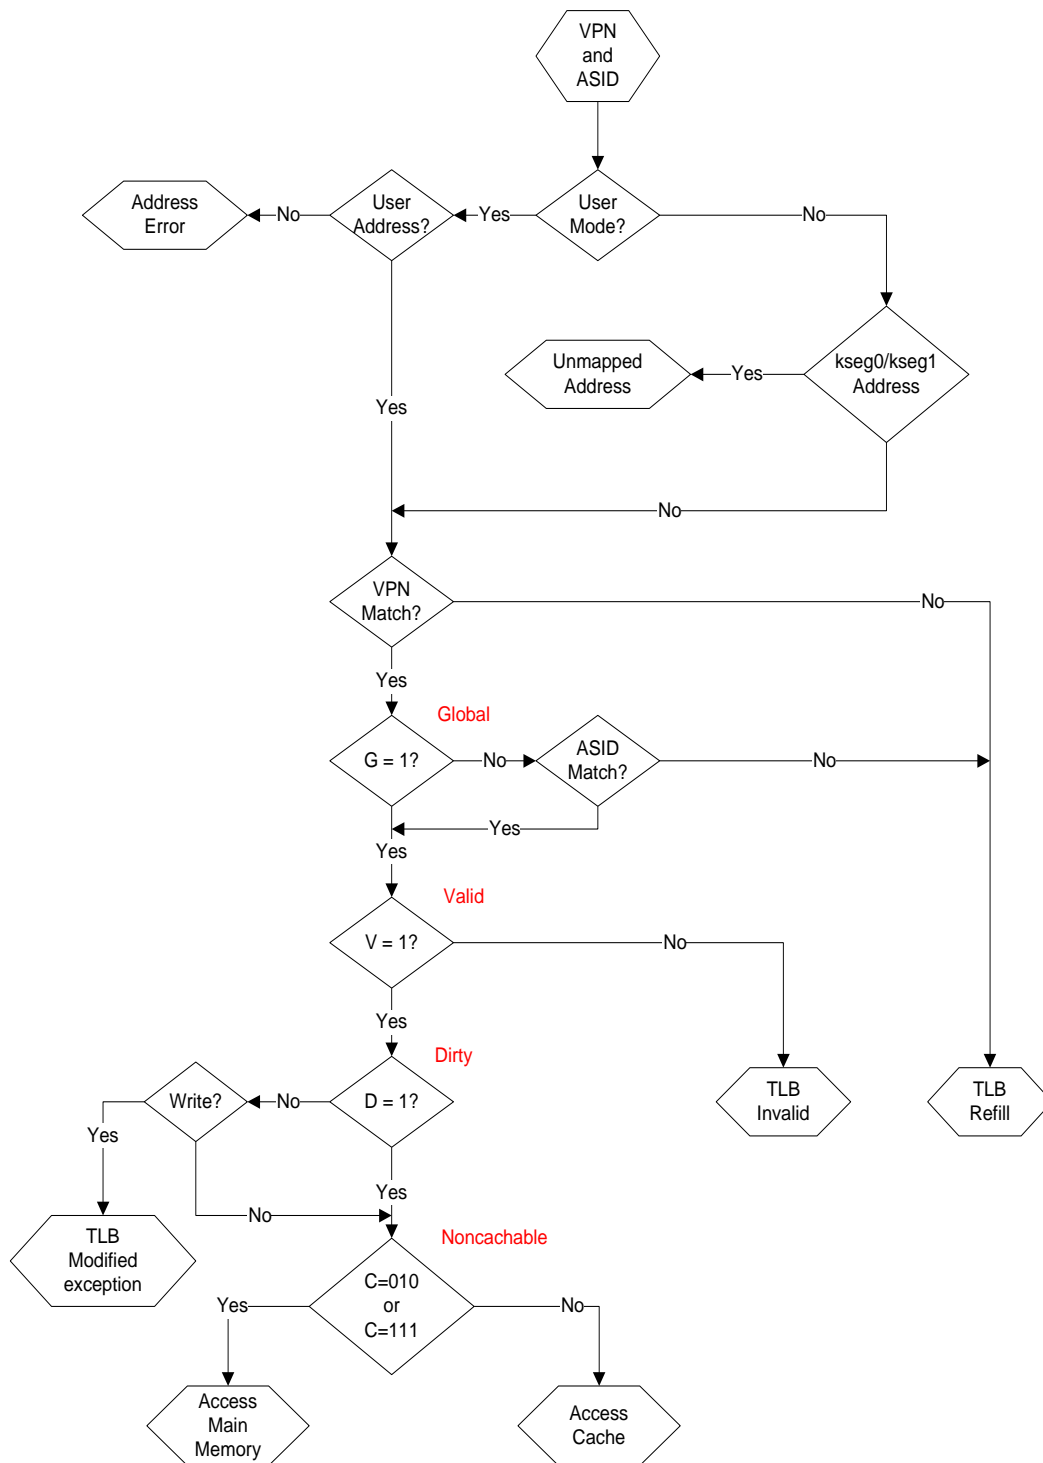 VPN
and
ASID
Address
Error
No
User
Address?
Yes
User
Mode?
No
Unmapped
Address
Yes
kseg0/kseg1
Address
Yes
No
VPN
Match?
No
Yes
Global
G = 1?
No
ASID
Match?
No
Yes
Yes
Valid
V = 1?
No
Yes
Dirty
Write?
No
D = 1?
TLB
Invalid
TLB
Refill
Yes
Yes
No
TLB
Modified
exception
Noncachable
C=010
or
C=111
Yes
No
Access
Main
Memory
Access
Cache